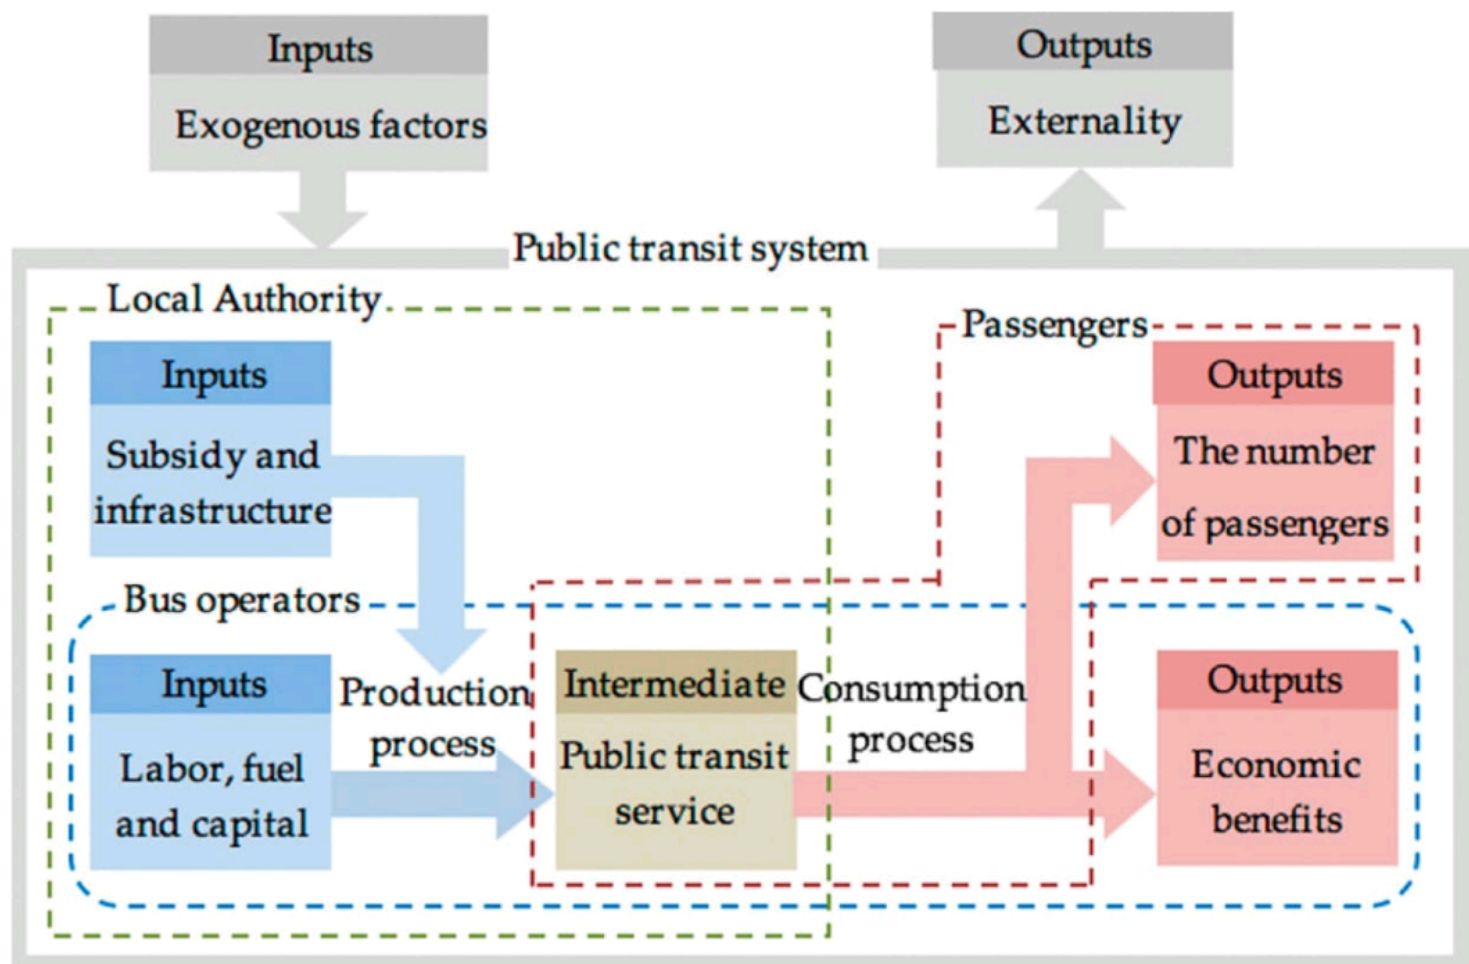 Inputs
Exogenous factors
Outputs
Externality
Public transit system
Local Authority
Passengers
Inputs
Subsidy and
infrastructure
Outputs
The number
of passengers
Bus operators
Inputs
Labor, fuel
and capital
Production
process
Intermediate
Public transit
service
Consumption
process
Outputs
Economic
benefits